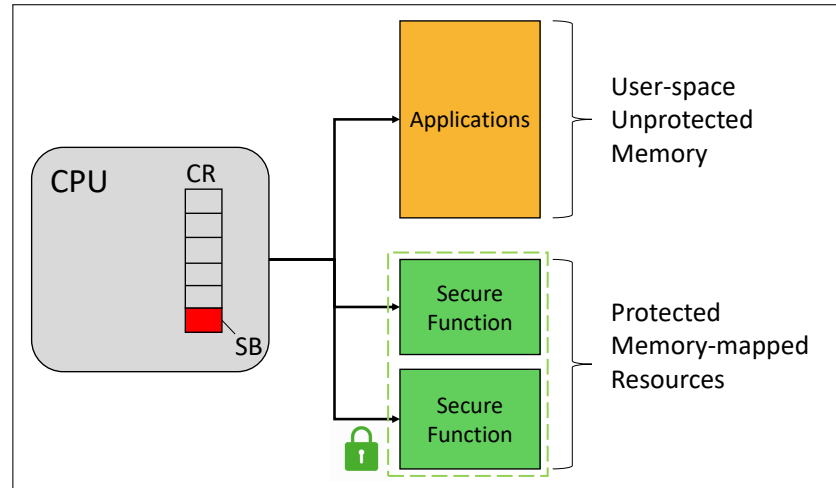 CPU
CR
SB
Applications
Secure
Function
Secure
Function
User-space
Unprotected
Memory
Protected
Memory-mapped
Resources